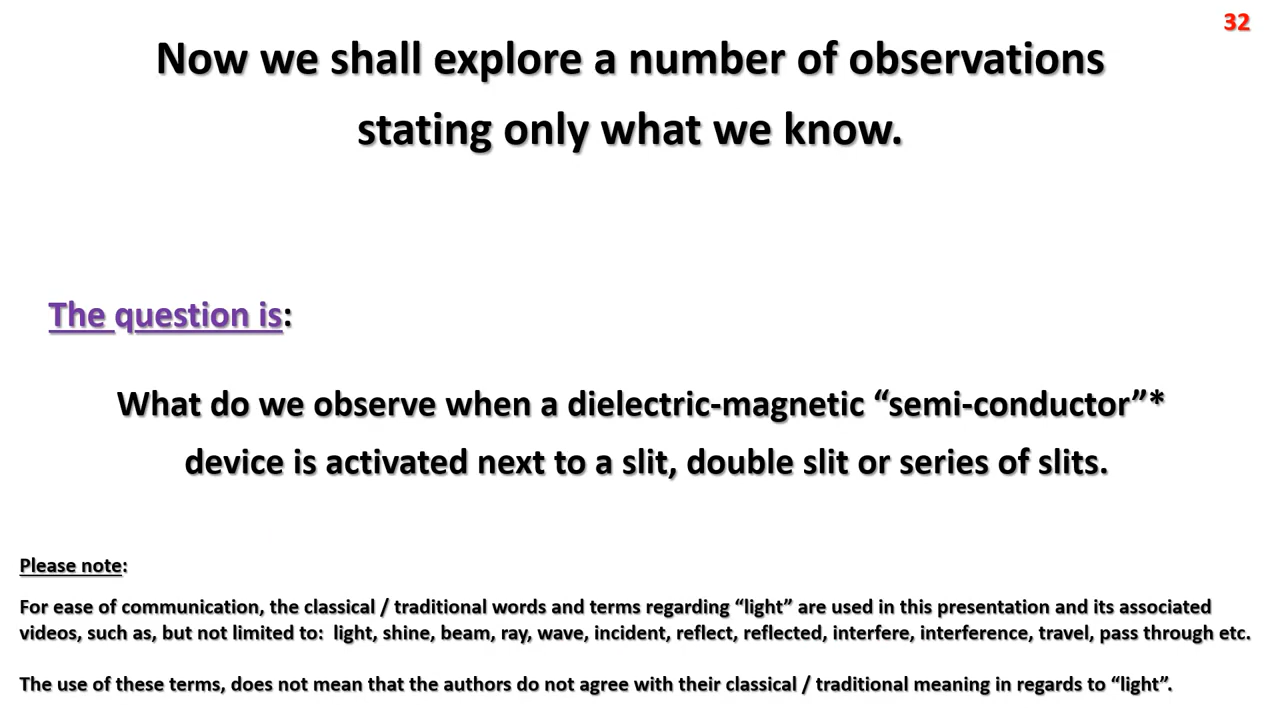 32
Now we shall explore a number of observations
stating only what we know.
The question is:
What do we observe when a dielectric-magnetic “semi-conductor”*
device is activated next to a slit, double slit or series of slits.
Please note:
For ease of communication, the classical / traditional words and terms regarding “light” are used in this presentation and its associated
videos, such as, but not limited to:  light, shine, beam, ray, wave, incident, reflect, reflected, interfere, interference, travel, pass through etc.
The use of these terms, does not mean that the authors do not agree with their classical / traditional meaning in regards to “light”.